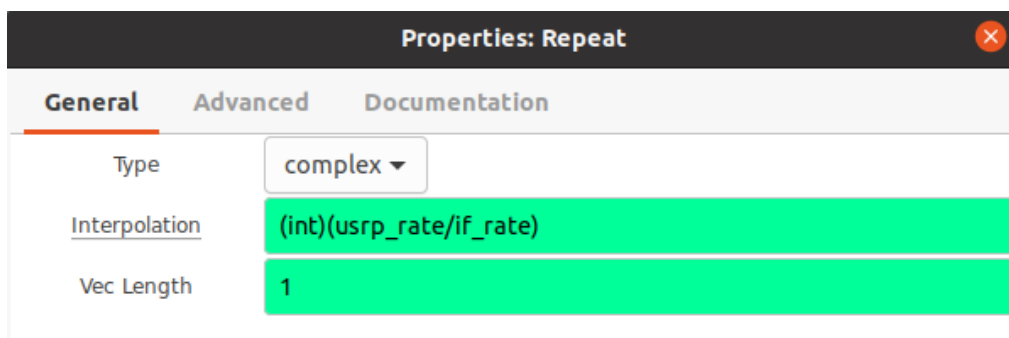 Properties: Repeat
General Advanced Documentation
Type complex
Interpolation (int)(usrp_rate/if_rate)
Vec Length 1